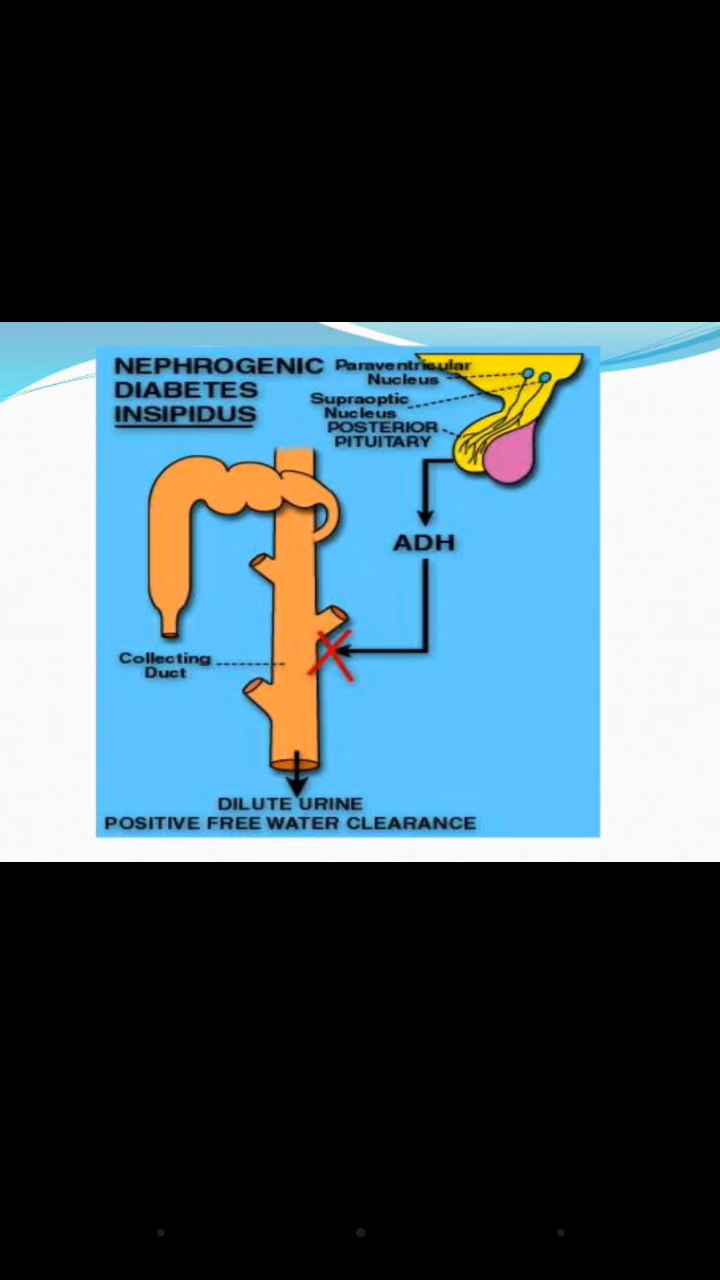 NEPHROGENIC
DIABETES
INSIPIDUS
Paraventricular
Nucleus
Supraoptic
Nucleus
POSTERIOR
PITUITARY
ADH
Collecting
Duct
DILUTE URINE
POSITIVE FREE WATER CLEARANCE